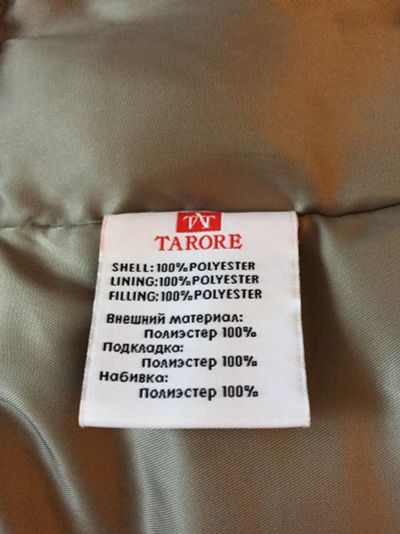 TAT
TARORE
SHELL: 100% POLYESTER
LINING: 100% POLYESTER
FILLING: 100% POLYESTER
Внешний материал:
Полиэстер 100%
Подкладка:
Полиэстер 100%
Набивка:
Полиэстер 100%